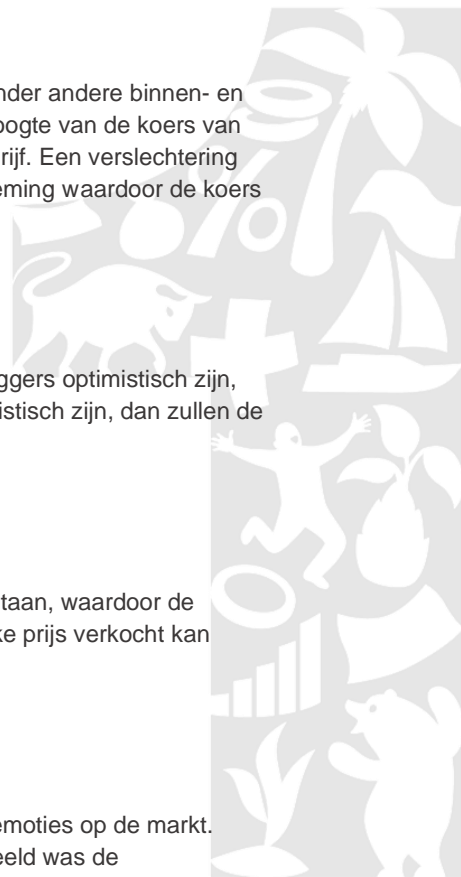 nder andere binnen- en
oogte van de koers van
rijf. Een verslechtering
eming waardoor de koers
ggers optimistisch zijn,
istisch zijn, dan zullen de
taan, waardoor de
ke prijs verkocht kan
emoties op de markt.
eeld was de